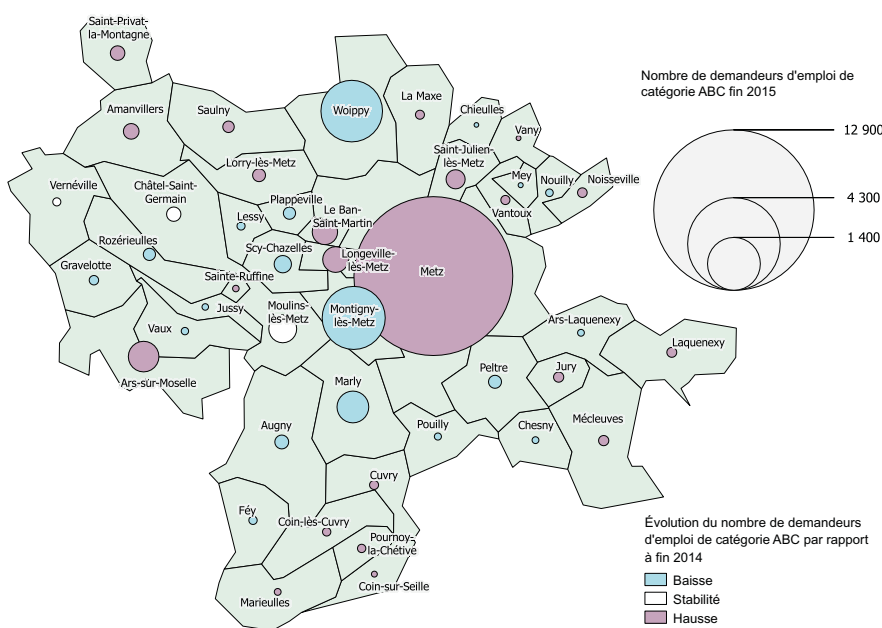 Saint-Privat-
la-Montagne
Amanvillers
Saulny
Woippy
La Maxe
Chieulles
Vany
Saint-Julien-
lès-Metz
Lorry-lès-Metz
Mey
Nouilly
Noisseville
Vantoux
Vernéville
Châtel-Saint-
Germain
Plappeville
Lessy
Le Ban-
Saint-Martin
Rozérieulles
Scy-Chazelles
Longeville-
lès-Metz
Metz
Gravelotte
Sainte-Ruffine
Jussy
Moulins-
lès-Metz
Montigny-
lès-Metz
Vaux
Ars-sur-Moselle
Ars-Laquenexy
Laquenexy
Peltre
Jury
Marly
Augny
Pouilly
Chesny
Mécleuves
Cuvry
Féy
Coin-lès-Cuvry
Pournoy-
la-Chétive
Coin-sur-Seille
Marieulles
Nombre de demandeurs d'emploi de
catégorie ABC fin 2015
12 900
4 300
1 400
Évolution du nombre de demandeurs
d'emploi de catégorie ABC par rapport
à fin 2014
Baisse
Stabilité
Hausse